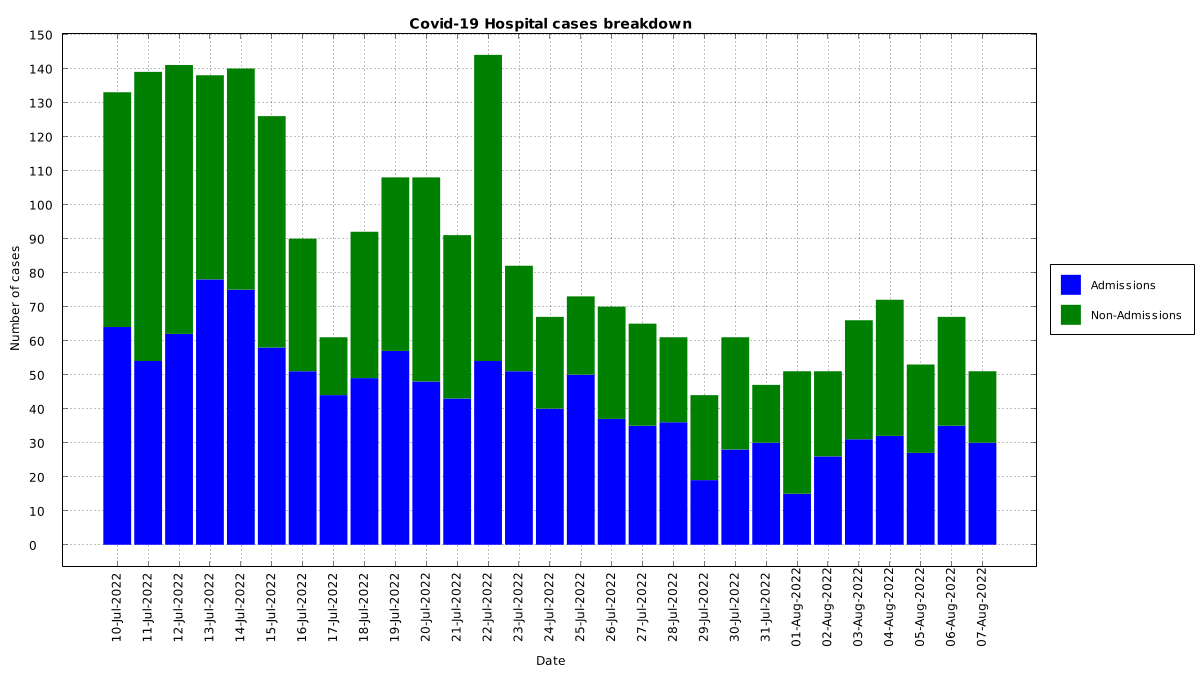 Covid-19 Hospital cases breakdown
150
140
130
120
110
100
90
80
70
60
50
40
30
20
10
0
Number of cases
10-Jul-2022
11-Jul-2022
12-Jul-2022
13-Jul-2022
14-Jul-2022
15-Jul-2022
16-Jul-2022
17-Jul-2022
18-Jul-2022
19-Jul-2022
20-Jul-2022
21-Jul-2022
22-Jul-2022
23-Jul-2022
24-Jul-2022
25-Jul-2022
26-Jul-2022
27-Jul-2022
28-Jul-2022
29-Jul-2022
30-Jul-2022
31-Jul-2022
01-Aug-2022
02-Aug-2022
03-Aug-2022
04-Aug-2022
05-Aug-2022
06-Aug-2022
07-Aug-2022
Date
Admissions
Non-Admissions